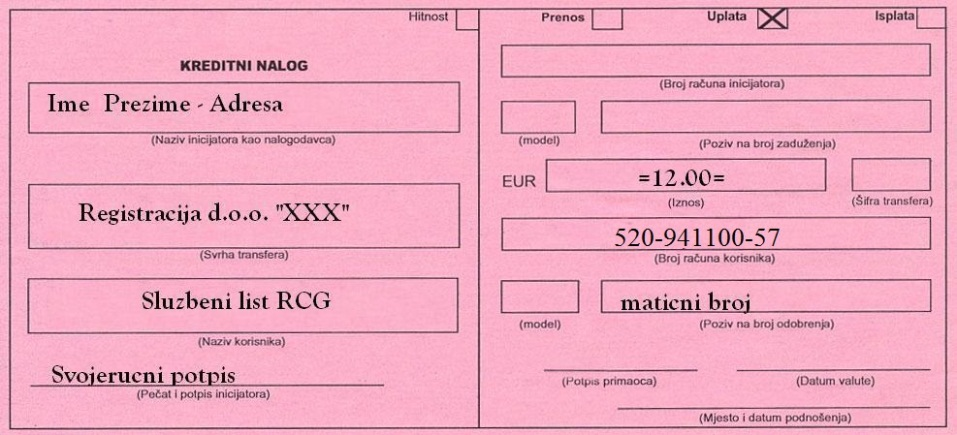 Hitnost
Prenos
Uplata
Isplata
KREDITNI NALOG
Ime Prezime - Adresa
(Naziv inicijatora kao nalogodavca)
Registracija d.o.o. "XXX"
(Svrha transfera)
Sluzbeni list RCG
(Naziv korisnika)
Svojerucni potpis
(Pečat i potpis inicijatora)
(Broj računa inicijatora)
(model)
(Poziv na broj zaduženja)
EUR
=12.00=
(Iznos)
(Šifra transfera)
520-941100-57
(Broj računa korisnika)
maticni broj
(model)
(Poziv na broj odobrenja)
(Potpis primaoca)
(Datum valute)
(Mjesto i datum podnošenja)